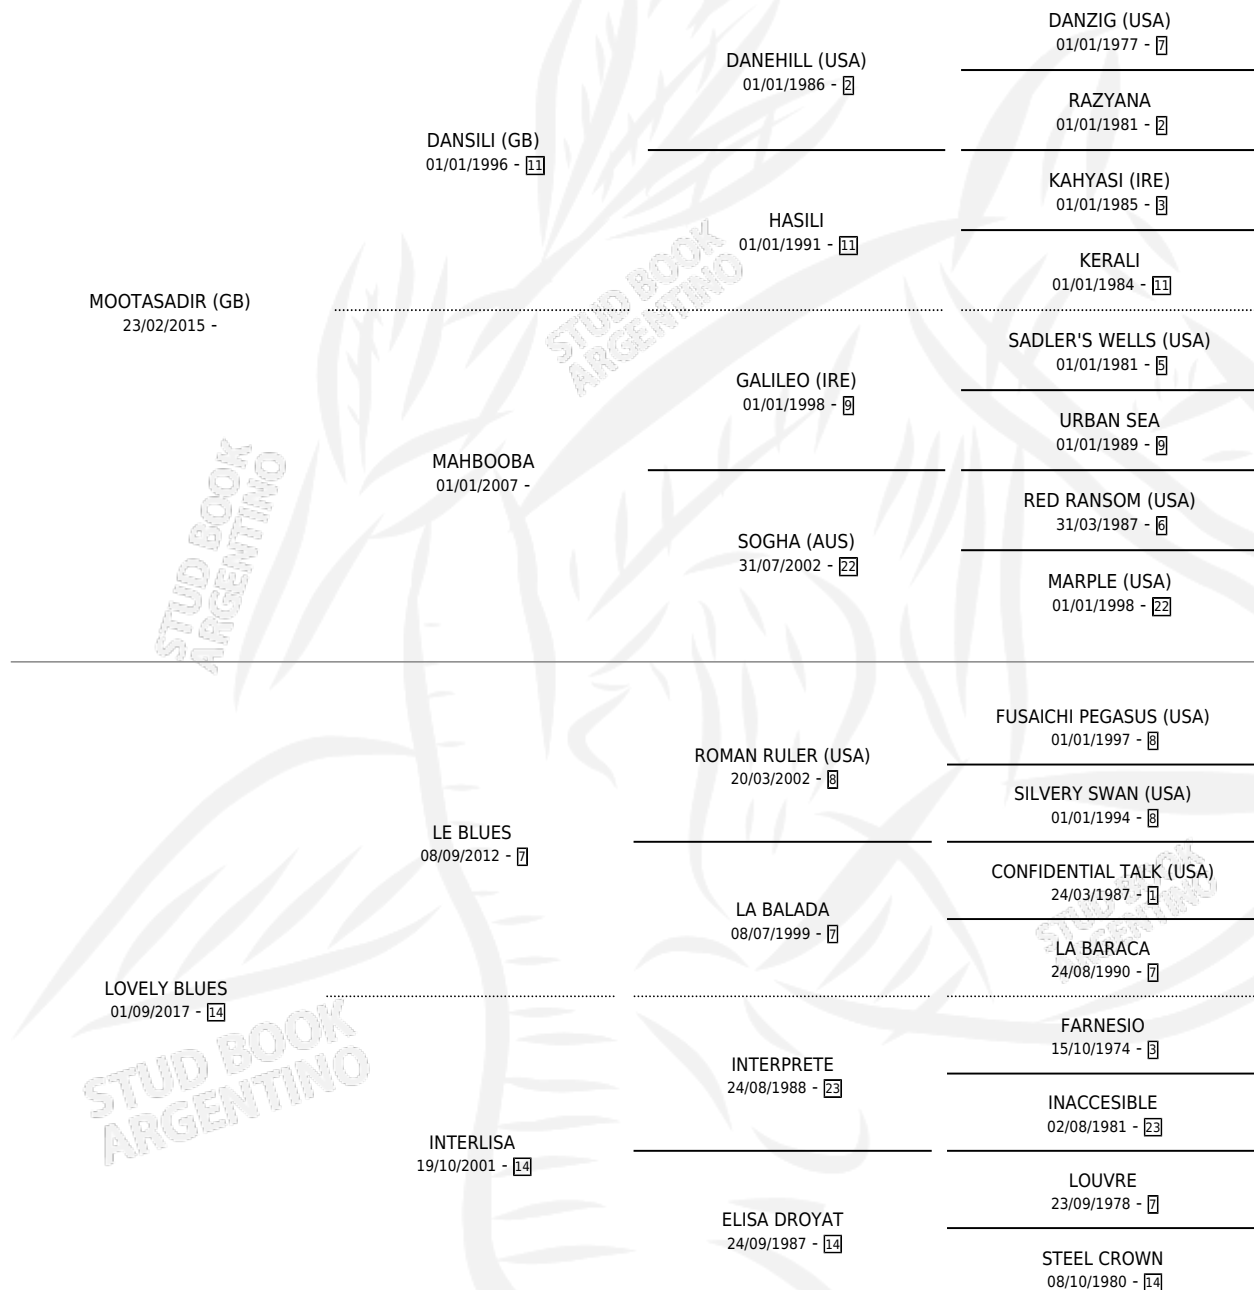 DANZIG (USA)
01/01/1977 - 7
DANEHILL (USA)
01/01/1986 - 2
RAZYANA
01/01/1981 - 2
DANSILI (GB)
01/01/1996 - 11
KAHYASI (IRE)
01/01/1985 - 3
HASILI
01/01/1991 - 11
KERALI
01/01/1984 - 11
MOOTASADIR (GB)
23/02/2015 -
SADLER'S WELLS (USA)
01/01/1981 - 5
GALILEO (IRE)
01/01/1998 - 9
URBAN SEA
01/01/1989 - 9
MAHBOOBA
01/01/2007 -
RED RANSOM (USA)
31/03/1987 - 6
SOGHA (AUS)
31/07/2002 - 22
MARPLE (USA)
01/01/1998 - 22
STUD BOOK
ARGENTINO
STUD BOOK
ARGENTINO
FUSAICHI PEGASUS (USA)
01/01/1997 - 8
ROMAN RULER (USA)
20/03/2002 - 8
SILVERY SWAN (USA)
01/01/1994 - 8
LE BLUES
08/09/2012 - 7
CONFIDENTIAL TALK (USA)
24/03/1987 - 1
LA BALADA
08/07/1999 - 7
LA BARACA
24/08/1990 - 7
LOVELY BLUES
01/09/2017 - 14
FARNESIO
15/10/1974 - 3
INTERPRETE
24/08/1988 - 23
INACCESIBLE
02/08/1981 - 23
INTERLISA
19/10/2001 - 14
LOUVRE
23/09/1978 - 7
ELISA DROYAT
24/09/1987 - 14
STEEL CROWN
08/10/1980 - 14
STUD BOOK
ARGENTINO
STUD BOOK
ARGENTINO